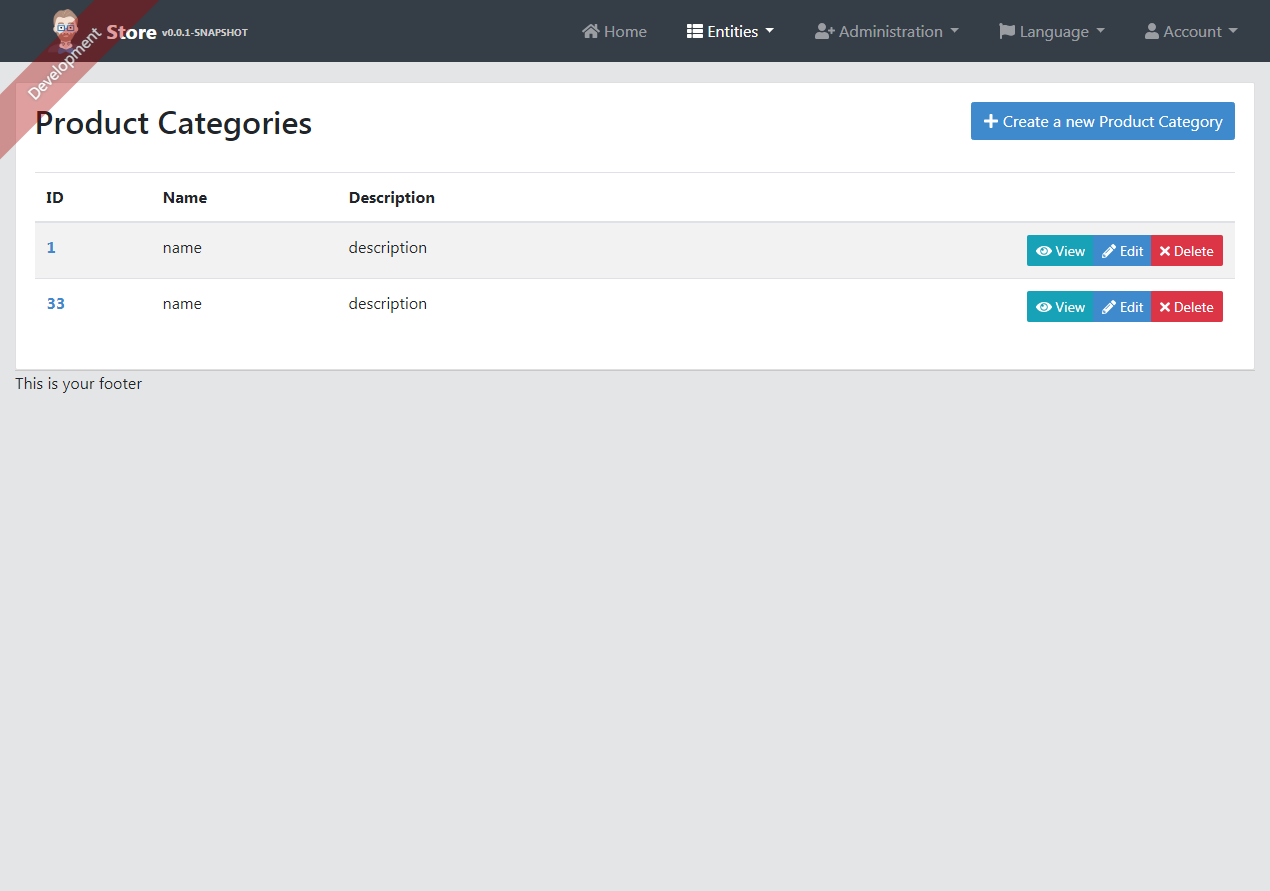 Store v0.0.1-SNAPSHOT Home Entities Administration Language Account
Development
Product Categories Create a new Product Category
ID Name Description
1 name description View Edit Delete
33 name description View Edit Delete
This is your footer